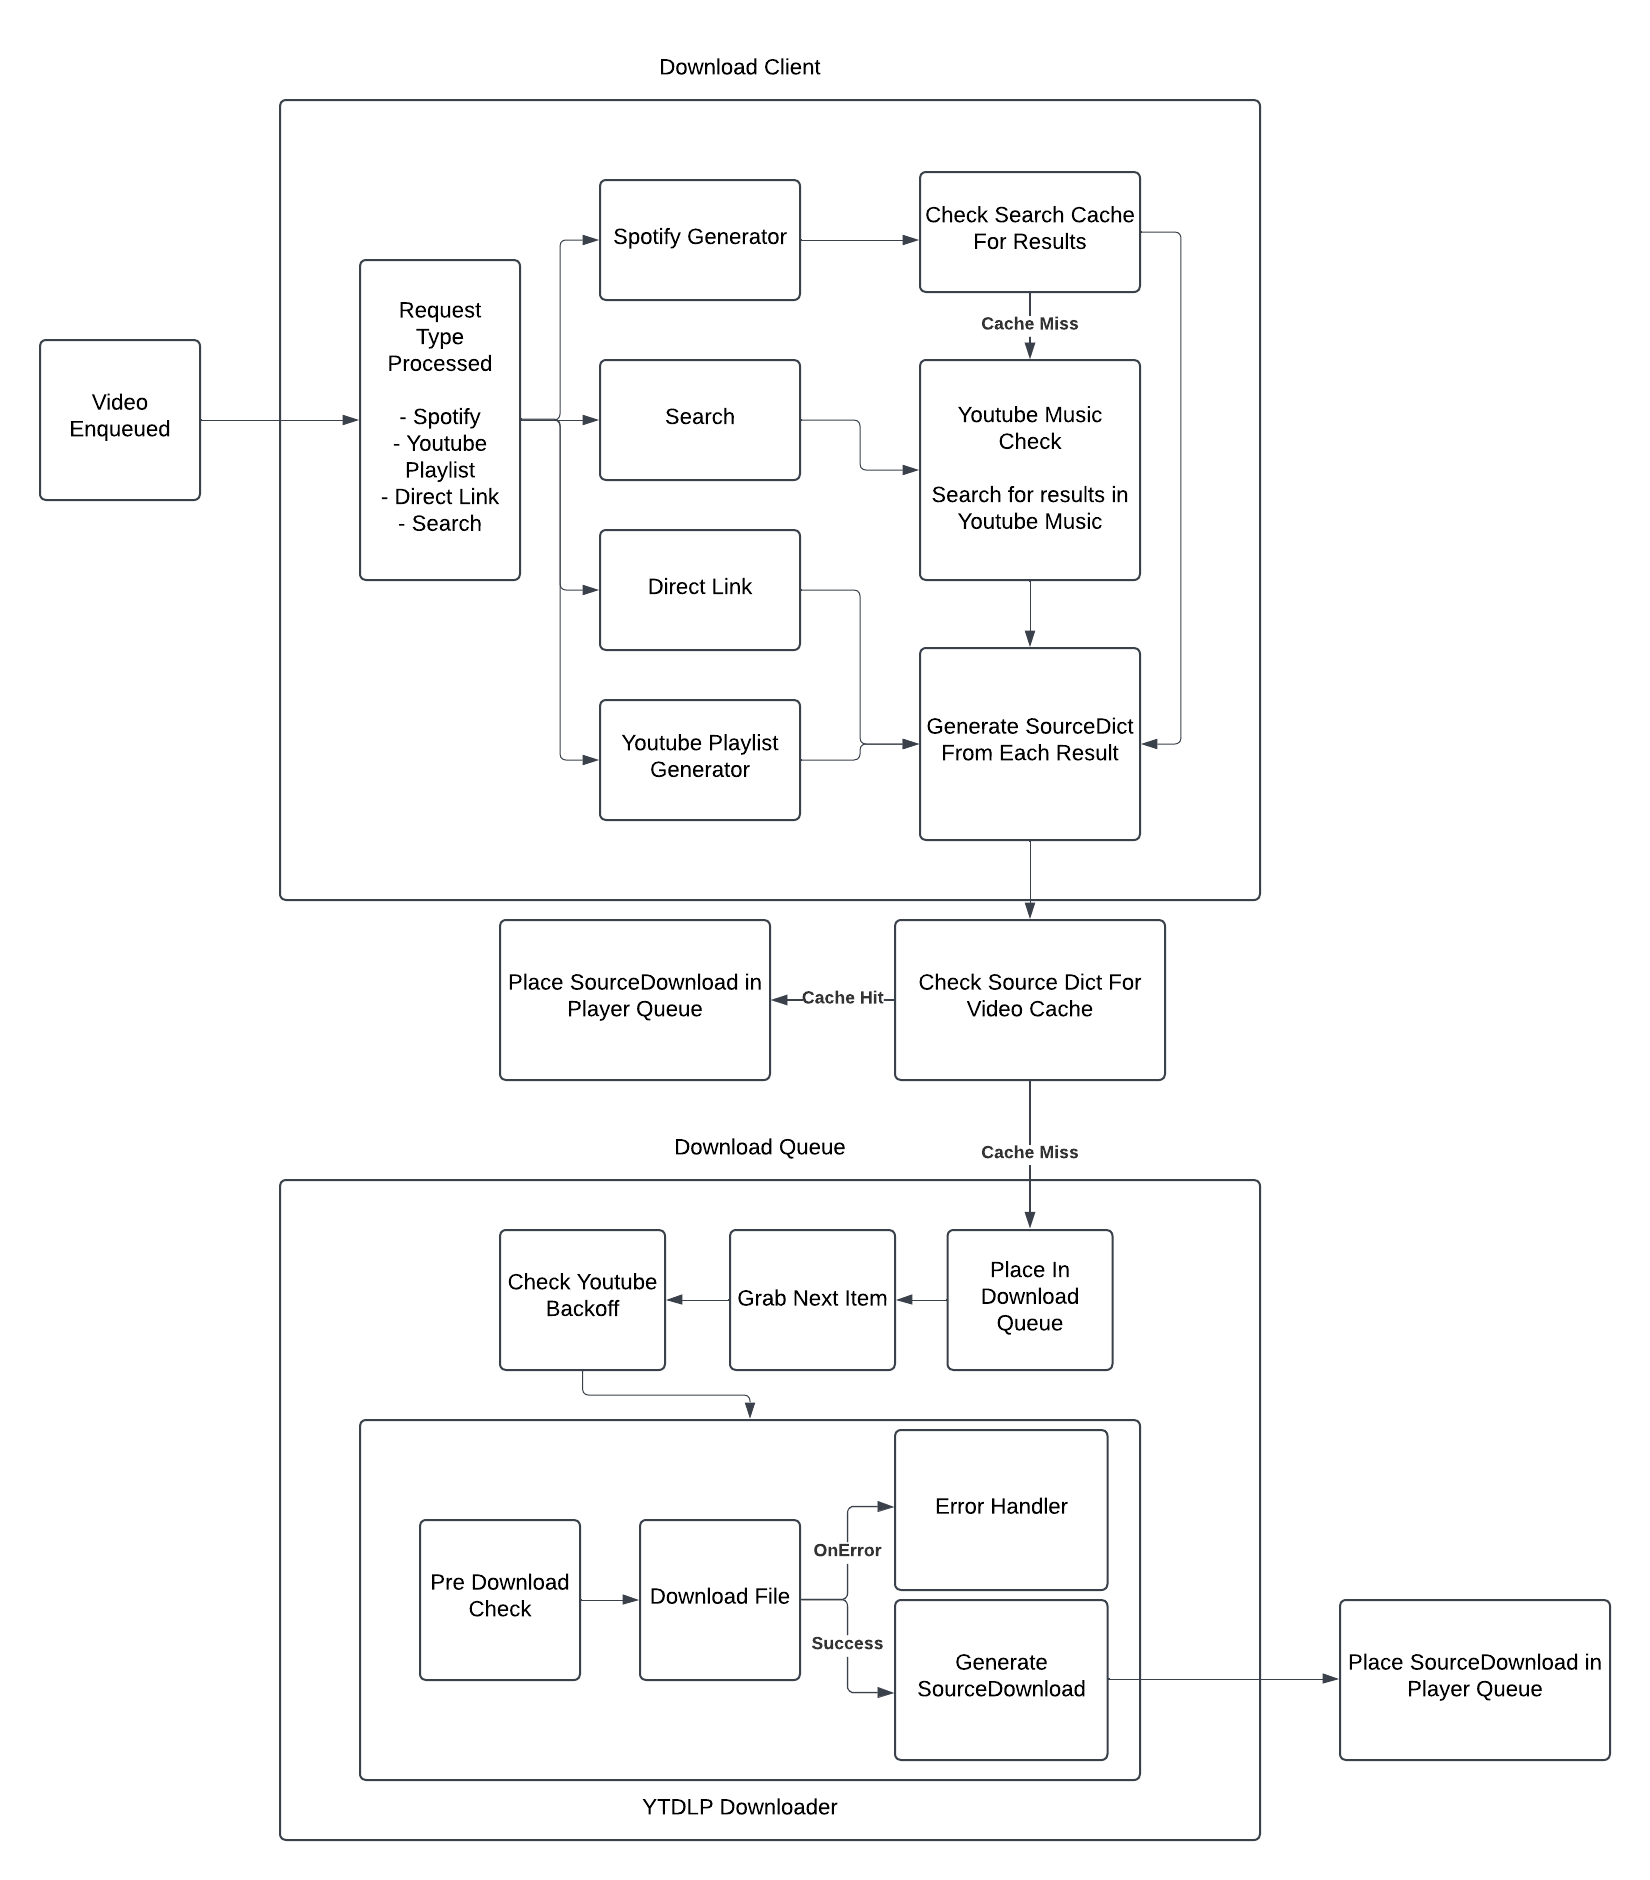 Download Client
Video
Enqueued
Request
Type
Processed
- Spotify
- Youtube
Playlist
- Direct Link
- Search
Spotify Generator
Search
Direct Link
Youtube Playlist
Generator
Check Search Cache
For Results
Cache Miss
Youtube Music
Check
Search for results in
Youtube Music
Generate SourceDict
From Each Result
Place SourceDownload in
Player Queue
Cache Hit
Check Source Dict For
Video Cache
Download Queue
Cache Miss
Check Youtube
Backoff
Grab Next Item
Place In
Download
Queue
Pre Download
Check
Download File
OnError
Success
Error Handler
Generate
SourceDownload
Place SourceDownload in
Player Queue
YTDLP Downloader